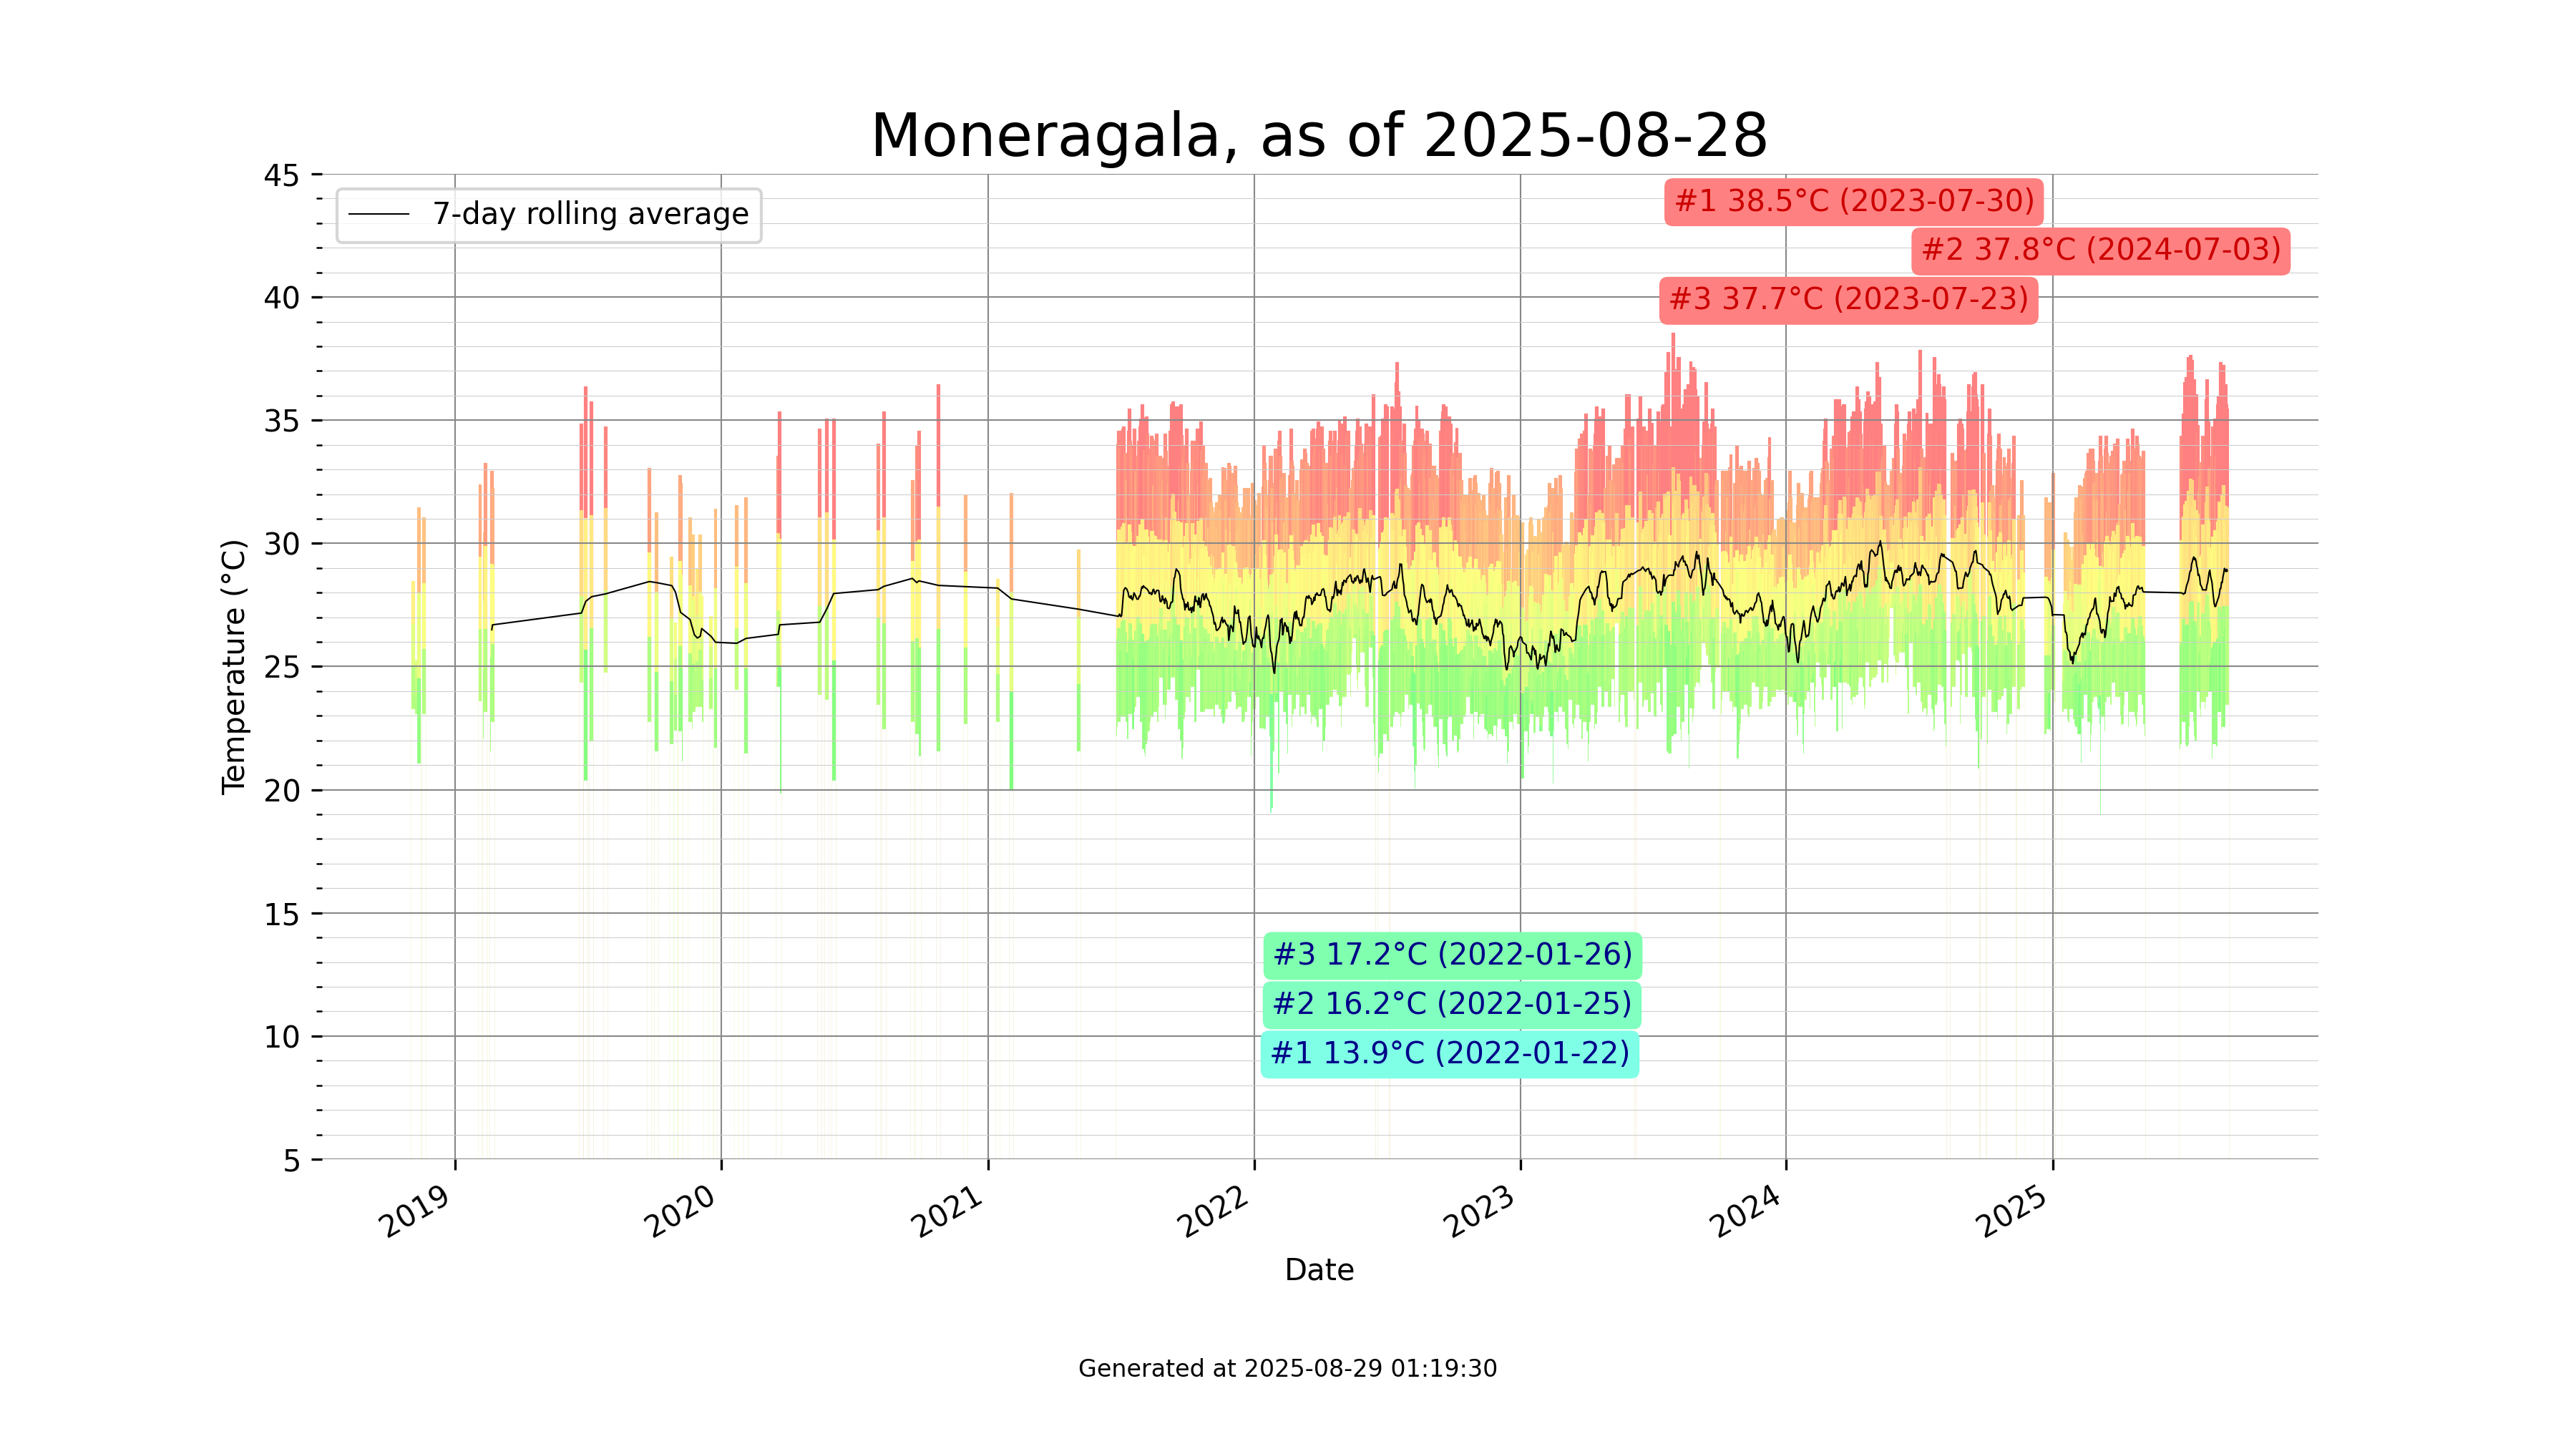 Moneragala, as of 2025-08-28
45
40
35
30
25
20
15
10
5
Temperature (°C)
7-day rolling average
#1 38.5°C (2023-07-30)
#2 37.8°C (2024-07-03)
#3 37.7°C (2023-07-23)
#3 17.2°C (2022-01-26)
#2 16.2°C (2022-01-25)
#1 13.9°C (2022-01-22)
2019
2020
2021
2022
2023
2024
2025
Date
Generated at 2025-08-29 01:19:30